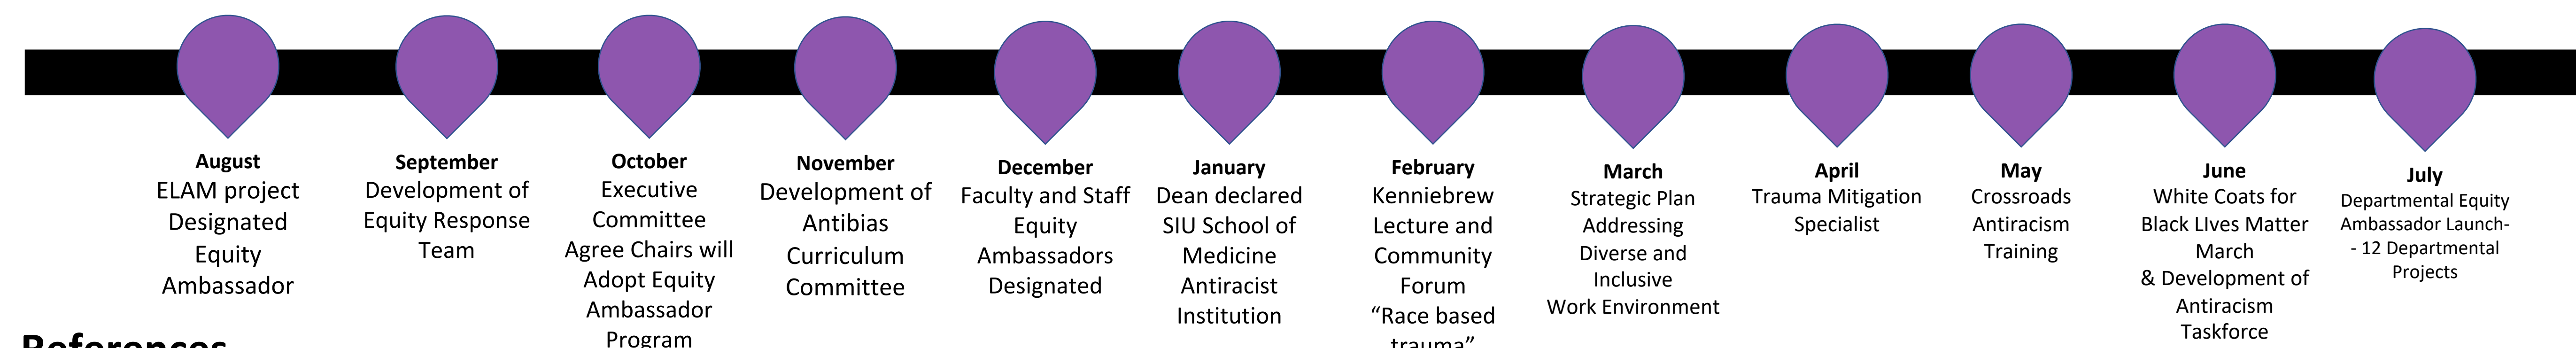 August
ELAM project
Designated
Equity
Ambassador
September
Development of
Equity Response
Team
October
Executive
Committee
Agree Chairs will
Adopt Equity
Ambassador
Program
November
Development of
Antibias
Curriculum
Committee
December
Faculty and Staff
Equity
Ambassadors
Designated
January
Dean declared
SIU School of
Medicine
Antiracist
Institution
February
Kenniebrew
Lecture and
Community
Forum
“Race based
trauma”
March
Strategic Plan
Addressing
Diverse and
Inclusive
Work Environment
April
Trauma Mitigation
Specialist
May
Crossroads
Antiracism
Training
June
White Coats for
Black LIves Matter
March
& Development of
Antiracism
Taskforce
July
Departmental Equity
Ambassador Launch-
- 12 Departmental
Projects
References